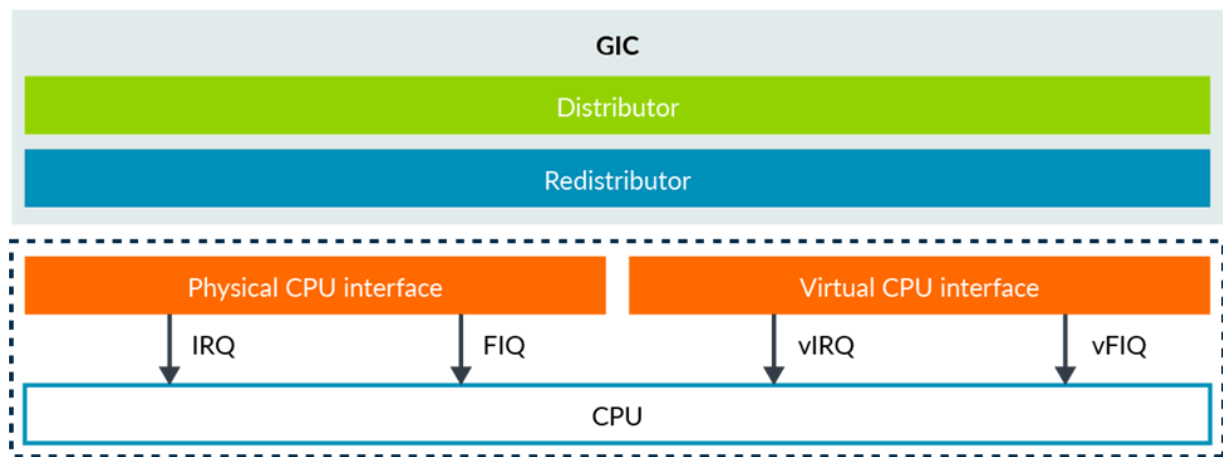 GIC
Distributor
Redistributor
Physical CPU interface
Virtual CPU interface
IRQ
FIQ
vIRQ
vFIQ
CPU